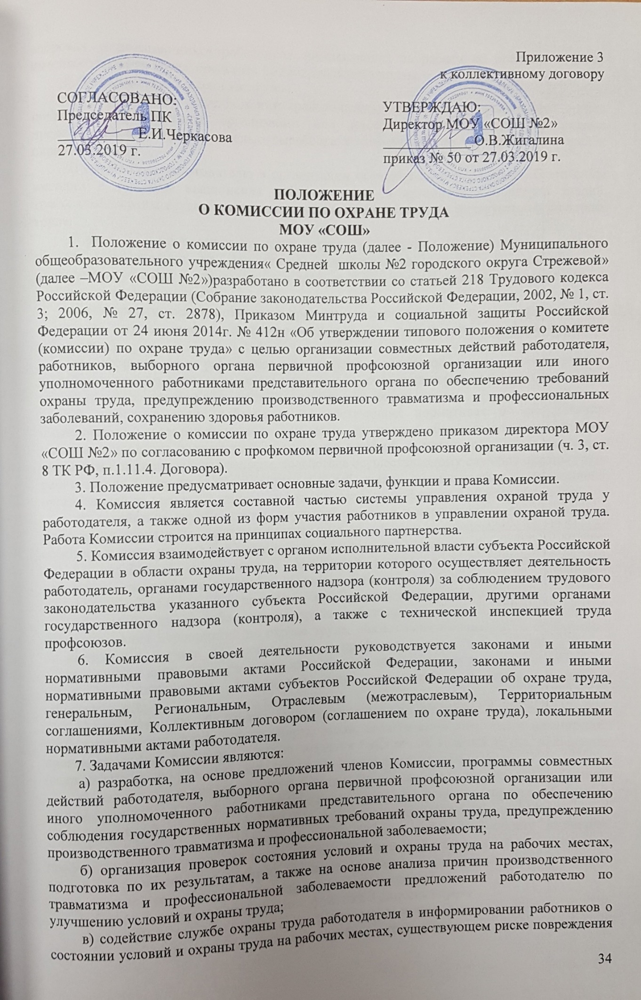 Приложение 3
к коллективному договору
СОГЛАСОВАНО:
Председатель ПК
____________ Е.И.Черкасова
27.03.2019 г.
УТВЕРЖДАЮ:
Директор МОУ «СОШ №2»
_____________ О.В.Жигалина
приказ № 50 от 27.03.2019 г.
ПОЛОЖЕНИЕ
О КОМИССИИ ПО ОХРАНЕ ТРУДА
МОУ «СОШ»
1. Положение о комиссии по охране труда (далее - Положение) Муниципального
общеобразовательного учреждения« Средней школы №2 городского округа Стрежевой»
(далее –МОУ «СОШ №2»)разработано в соответствии со статьей 218 Трудового кодекса
Российской Федерации (Собрание законодательства Российской Федерации, 2002, № 1, ст.
3; 2006, № 27, ст. 2878), Приказом Минтруда и социальной защиты Российской
Федерации от 24 июня 2014г. № 412н «Об утверждении типового положения о комитете
(комиссии) по охране труда» с целью организации совместных действий работодателя,
работников, выборного органа первичной профсоюзной организации или иного
уполномоченного работниками представительного органа по обеспечению требований
охраны труда, предупреждению производственного травматизма и профессиональных
заболеваний, сохранению здоровья работников.
2. Положение о комиссии по охране труда утверждено приказом директора МОУ
«СОШ №2» по согласованию с профкомом первичной профсоюзной организации (ч. 3, ст.
8 ТК РФ, п.1.11.4. Договора).
3. Положение предусматривает основные задачи, функции и права Комиссии.
4. Комиссия является составной частью системы управления охраной труда у
работодателя, а также одной из форм участия работников в управлении охраной труда.
Работа Комиссии строится на принципах социального партнерства.
5. Комиссия взаимодействует с органом исполнительной власти субъекта Российской
Федерации в области охраны труда, на территории которого осуществляет деятельность
работодатель, органами государственного надзора (контроля) за соблюдением трудового
законодательства указанного субъекта Российской Федерации, другими органами
государственного надзора (контроля), а также с технической инспекцией труда
профсоюзов.
6. Комиссия в своей деятельности руководствуется законами и иными
нормативными правовыми актами Российской Федерации, законами и иными
нормативными правовыми актами субъектов Российской Федерации об охране труда,
генеральным, Региональным, Отраслевым (межотраслевым), Территориальным
соглашениями, Коллективным договором (соглашением по охране труда), локальными
нормативными актами работодателя.
7. Задачами Комиссии являются:
а) разработка, на основе предложений членов Комиссии, программы совместных
действий работодателя, выборного органа первичной профсоюзной организации или
иного уполномоченного работниками представительного органа по обеспечению
соблюдения государственных нормативных требований охраны труда, предупреждению
производственного травматизма и профессиональной заболеваемости;
б) организация проверок состояния условий и охраны труда на рабочих местах,
подготовка по их результатам, а также на основе анализа причин производственного
травматизма и профессиональной заболеваемости предложений работодателю по
улучшению условий и охраны труда;
в) содействие службе охраны труда работодателя в информировании работников о
состоянии условий и охраны труда на рабочих местах, существующем риске повреждения
34